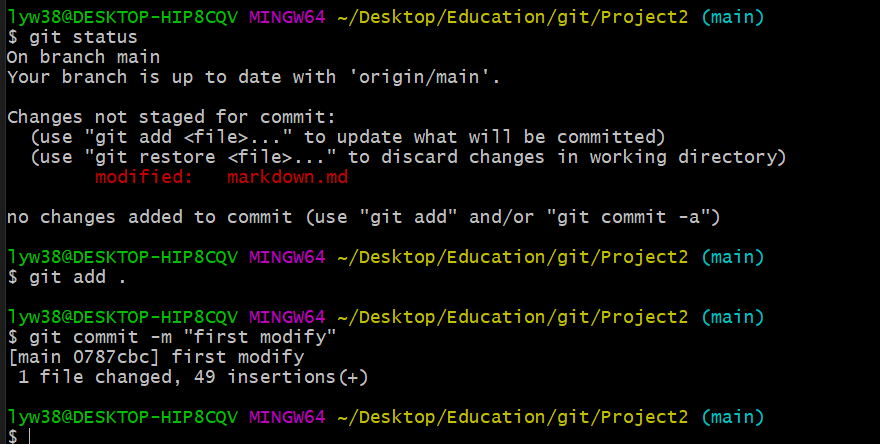 lyw38@DESKTOP-HIP8CQV MINGW64 ~/Desktop/Education/git/Project2 (main)
$ git status
On branch main
Your branch is up to date with 'origin/main'.
Changes not staged for commit:
  (use "git add <file>..." to update what will be committed)
  (use "git restore <file>..." to discard changes in working directory)
        modified:   markdown.md
no changes added to commit (use "git add" and/or "git commit -a")
lyw38@DESKTOP-HIP8CQV MINGW64 ~/Desktop/Education/git/Project2 (main)
$ git add .
lyw38@DESKTOP-HIP8CQV MINGW64 ~/Desktop/Education/git/Project2 (main)
$ git commit -m "first modify"
[main 0787cbc] first modify
 1 file changed, 49 insertions(+)
lyw38@DESKTOP-HIP8CQV MINGW64 ~/Desktop/Education/git/Project2 (main)
$